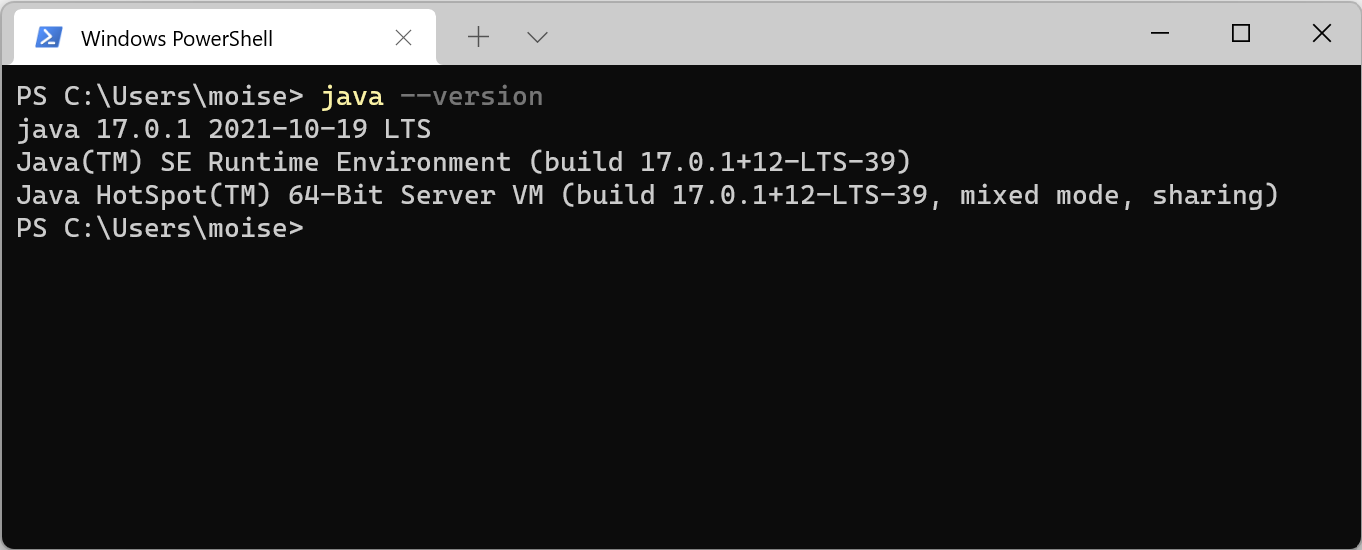 Windows PowerShell
PS C:\Users\moise> java --version
java 17.0.1 2021-10-19 LTS
Java(TM) SE Runtime Environment (build 17.0.1+12-LTS-39)
Java HotSpot(TM) 64-Bit Server VM (build 17.0.1+12-LTS-39, mixed mode, sharing)
PS C:\Users\moise>